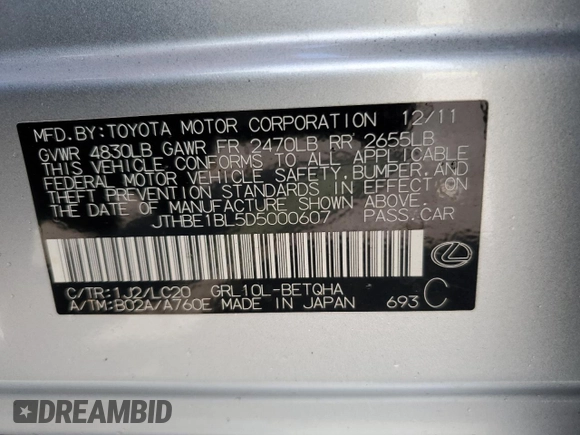 MFD.BY:TOYOTA MOTOR CORPORATION 12/11
GVWR 4830LB GAWR FR 2470LB RR 2655LB
THIS VEHICLE CONFORMS TO ALL APPLICABLE
FEDERAL MOTOR VEHICLE SAFETY,BUMPER,AND
THEFT PREVENTION STANDARDS IN EFFECT ON
THE DATE OF MANUFACTURE SHOWN ABOVE.
JTHBE1BL5D5000607 PASS.CAR
C/TR:1J2/LC20 GRL10L-BETQHA
A/TM:B02A/A760E MADE IN JAPAN 693 C
DREAMBID